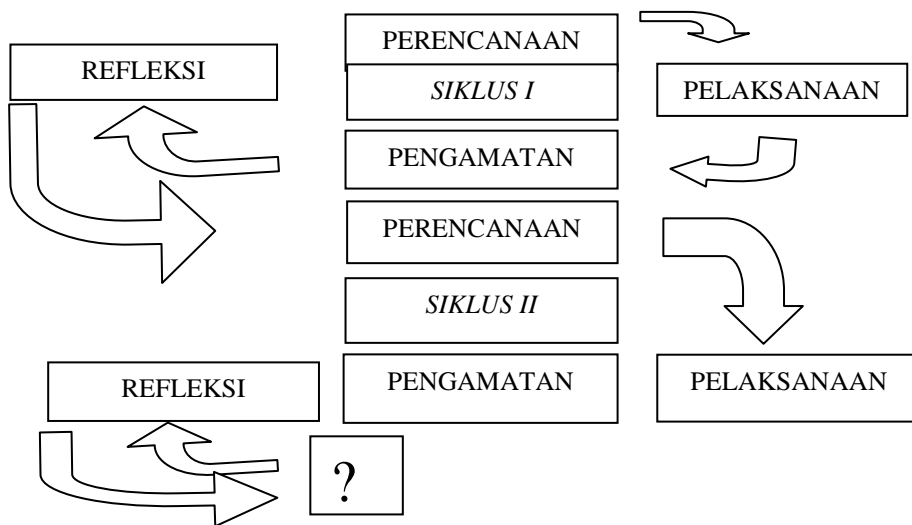 PERENCANAAN
REFLEKSI
SIKLUS I
PELAKSANAAN
PENGAMATAN
PERENCANAAN
SIKLUS II
REFLEKSI
PENGAMATAN
PELAKSANAAN
?